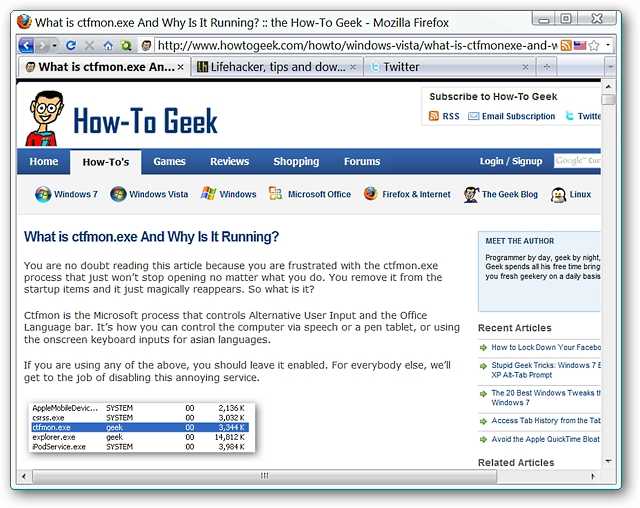 What is ctfmon.exe And Why Is It Running? :: the How-To Geek - Mozilla Firefox
http://www.howtogeek.com/howto/windows-vista/what-is-ctfmonexe-and-w
What is ctfmon.exe An...
Lifehacker, tips and dow...
Twitter
How-To Geek
Subscribe to How-To Geek
RSS
Email Subscription
Twitte
Home
How-To's
Games
Reviews
Shopping
Forums
Login / Signup
Google™
Windows 7
Windows Vista
Windows
Microsoft Office
Firefox & Internet
The Geek Blog
Linux
What is ctfmon.exe And Why Is It Running?
You are no doubt reading this article because you are frustrated with the ctfmon.exe
process that just won't stop opening no matter what you do. You remove it from the
startup items and it just magically reappears. So what is it?
Ctfmon is the Microsoft process that controls Alternative User Input and the Office
Language bar. It's how you can control the computer via speech or a pen tablet, or using
the onscreen keyboard inputs for asian languages.
If you are using any of the above, you should leave it enabled. For everybody else, we'll
get to the job of disabling this annoying service.
AppleMobileDevic... SYSTEM 00 2,136 K
csrss.exe SYSTEM 00 3,032 K
ctfmon.exe geek 00 3,344 K
explorer.exe geek 00 14,812 K
iPodService.exe SYSTEM 00 3,984 K
MEET THE AUTHOR
Programmer by day, geek by night,
Geek spends all his free time bring
you fresh geekery on a daily basis
Recent Articles
How to Lock Down Your Facebo
Stupid Geek Tricks: Windows 7 E
XP Alt-Tab Prompt
The 20 Best Windows Tweaks th
Windows 7
Access Tab History from the Tab
Avoid the Apple QuickTime Bloat
Related Articles